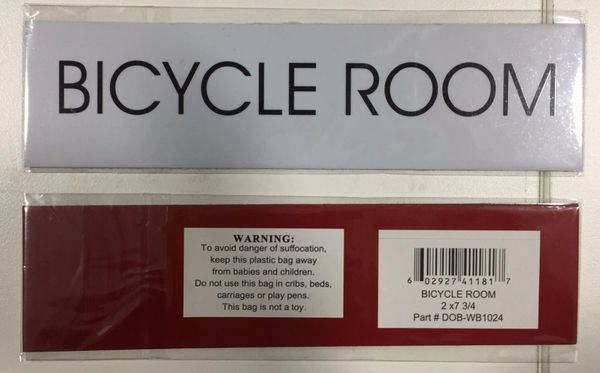 BICYCLE ROOM
WARNING:
To avoid danger of suffocation,
keep this plastic bag away
from babies and children.
Do not use this bag in cribs, beds,
carriages or play pens.
This bag is not a toy.
6 02927 41181 7
BICYCLE ROOM
2 x7 3/4
Part # DOB-WB1024